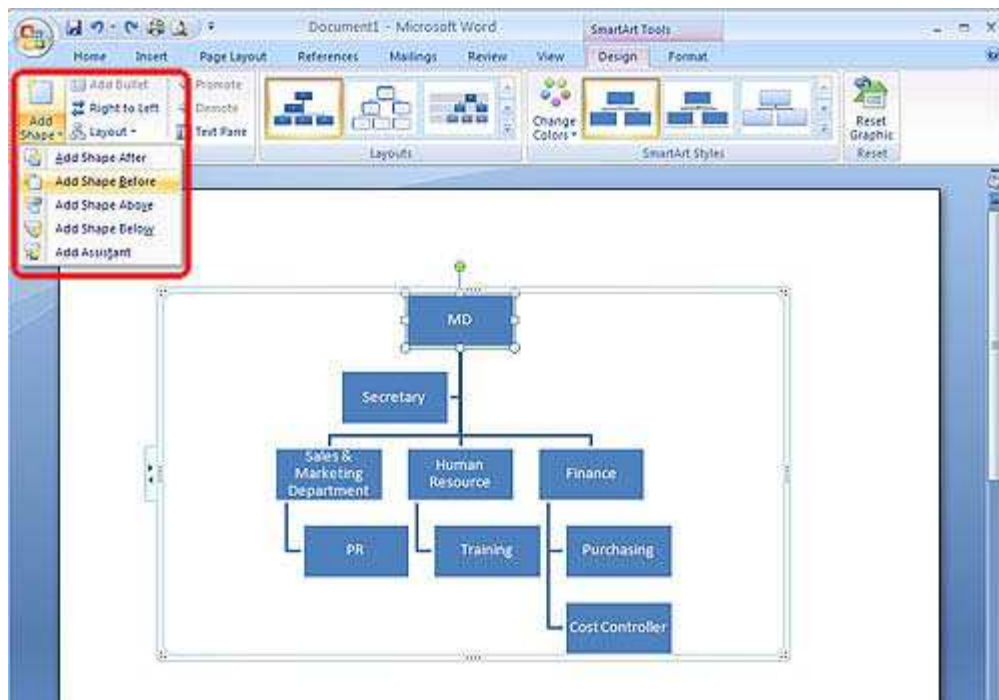 Document1 - Microsoft Word
SmartArt Tools
Home Insert Page Layout References Mailings Review View Design Format
Add Shape
Add Bullet
Right to Left
Layout
Promote
Demote
Text Pane
Layouts
Change Colors
SmartArt Styles
Reset Graphic
Reset
Add Shape After
Add Shape Before
Add Shape Above
Add Shape Below
Add Assistant
MD
Secretary
Sales &
Marketing
Department
Human
Resource
Finance
PR
Training
Purchasing
Cost Controller